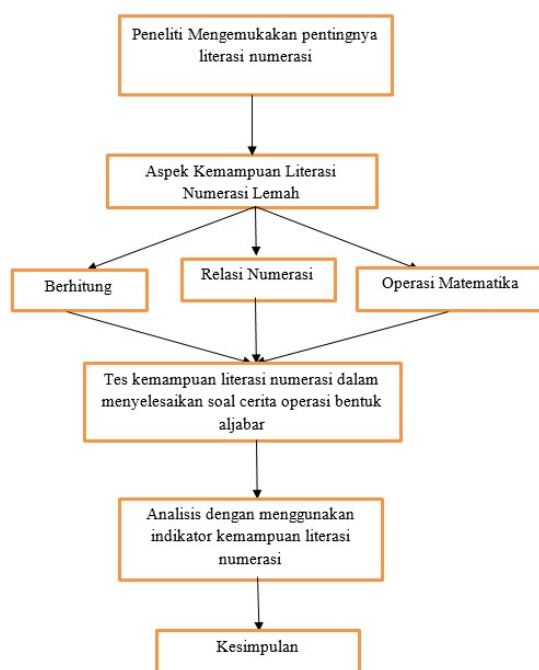 Peneliti Mengemukakan pentingnya
literasi numerasi
Aspek Kemampuan Literasi
Numerasi Lemah
Berhitung
Relasi Numerasi
Operasi Matematika
Tes kemampuan literasi numerasi dalam
menyelesaikan soal cerita operasi bentuk
aljabar
Analisis dengan menggunakan
indikator kemampuan literasi
numerasi
Kesimpulan